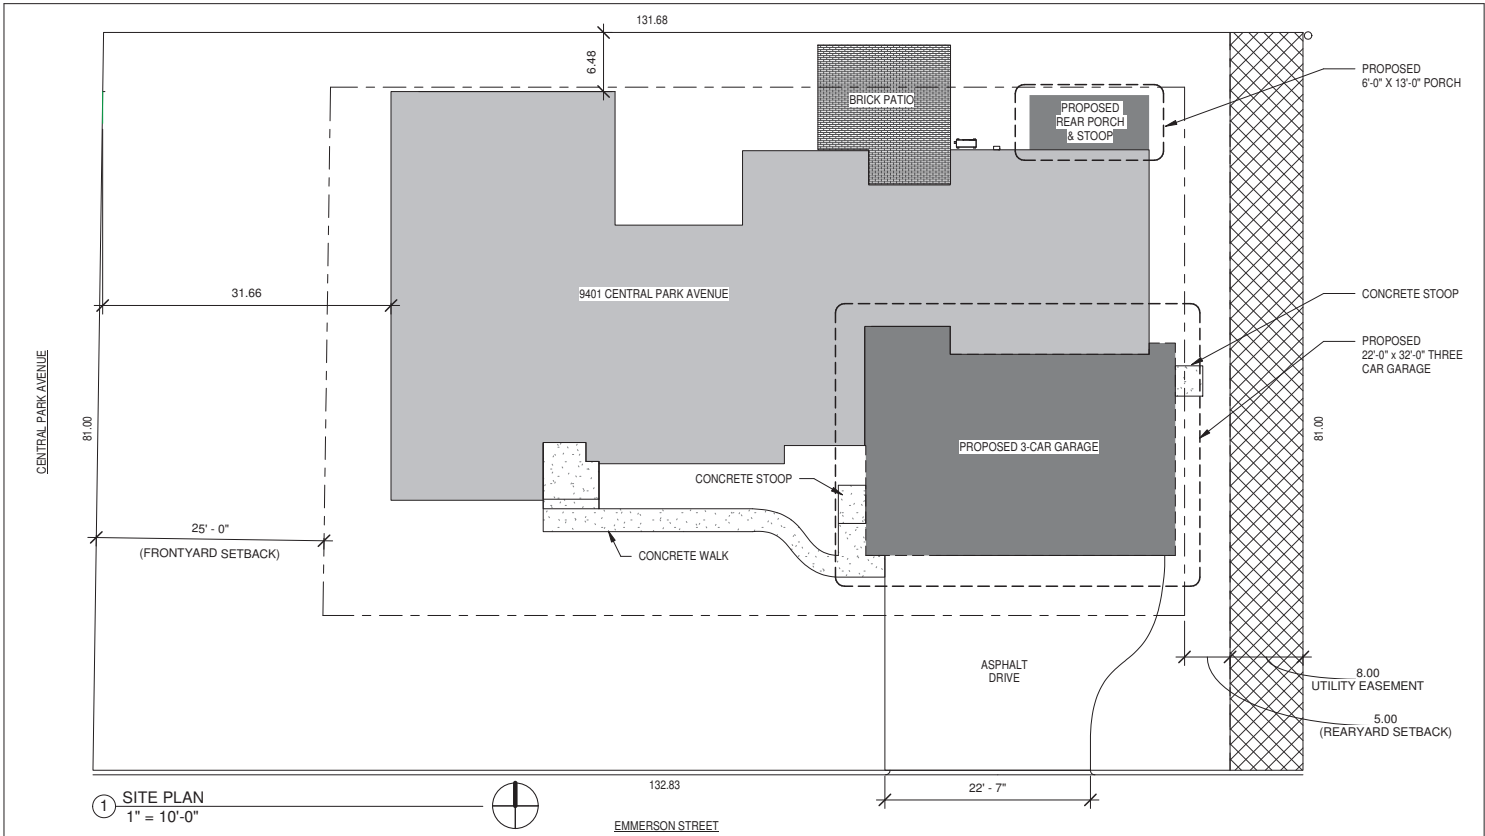 131.68
6.48
BRICK PATIO
PROPOSED
REAR PORCH
& STOOP
PROPOSED
6'-0" X 13'-0" PORCH
31.66
9401 CENTRAL PARK AVENUE
CONCRETE STOOP
PROPOSED
22'-0" x 32'-0" THREE
CAR GARAGE
CENTRAL PARK AVENUE
81.00
81.00
PROPOSED 3-CAR GARAGE
CONCRETE STOOP
25' - 0"
(FRONTYARD SETBACK)
CONCRETE WALK
ASPHALT
DRIVE
8.00
UTILITY EASEMENT
5.00
(REARYARD SETBACK)
132.83
22' - 7"
1
SITE PLAN
1" = 10'-0"
EMMERSON STREET